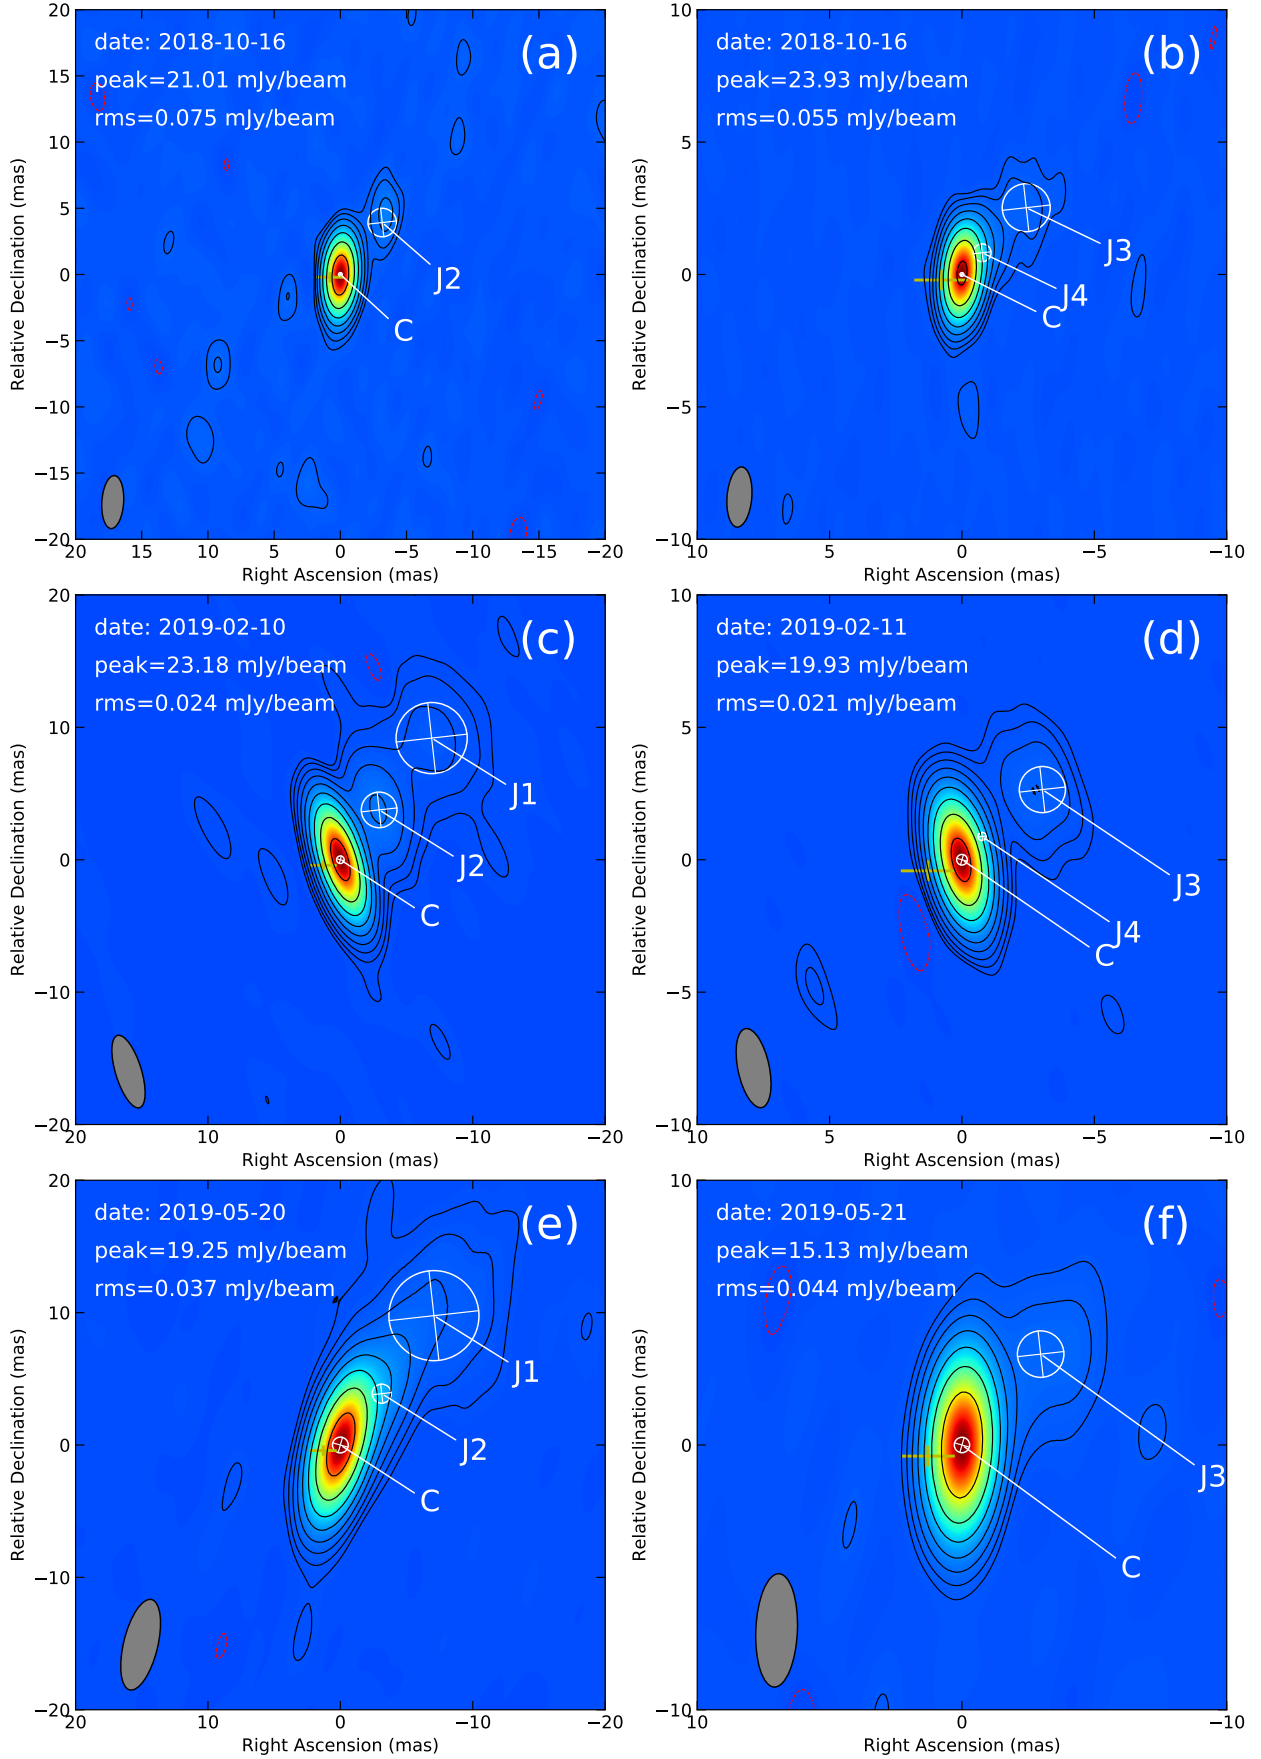 date: 2018-10-16
peak=21.01 mJy/beam
rms=0.075 mJy/beam
(a)
J2
C
20
15
10
5
0
−5
−10
−15
−20
20 15 10 5 0 −5 −10 −15 −20
Relative Declination (mas)
Right Ascension (mas)
date: 2018-10-16
peak=23.93 mJy/beam
rms=0.055 mJy/beam
(b)
J3
J4
C
10
5
0
−5
−10
10 5 0 −5 −10
Relative Declination (mas)
Right Ascension (mas)
date: 2019-02-10
peak=23.18 mJy/beam
rms=0.024 mJy/beam
(c)
J1
J2
C
20
10
0
−10
−20
20 10 0 −10 −20
Relative Declination (mas)
Right Ascension (mas)
date: 2019-02-11
peak=19.93 mJy/beam
rms=0.021 mJy/beam
(d)
J3
J4
C
10
5
0
−5
−10
10 5 0 −5 −10
Relative Declination (mas)
Right Ascension (mas)
date: 2019-05-20
peak=19.25 mJy/beam
rms=0.037 mJy/beam
(e)
J1
J2
C
20
10
0
−10
−20
20 10 0 −10 −20
Relative Declination (mas)
Right Ascension (mas)
date: 2019-05-21
peak=15.13 mJy/beam
rms=0.044 mJy/beam
(f)
J3
C
10
5
0
−5
−10
10 5 0 −5 −10
Relative Declination (mas)
Right Ascension (mas)